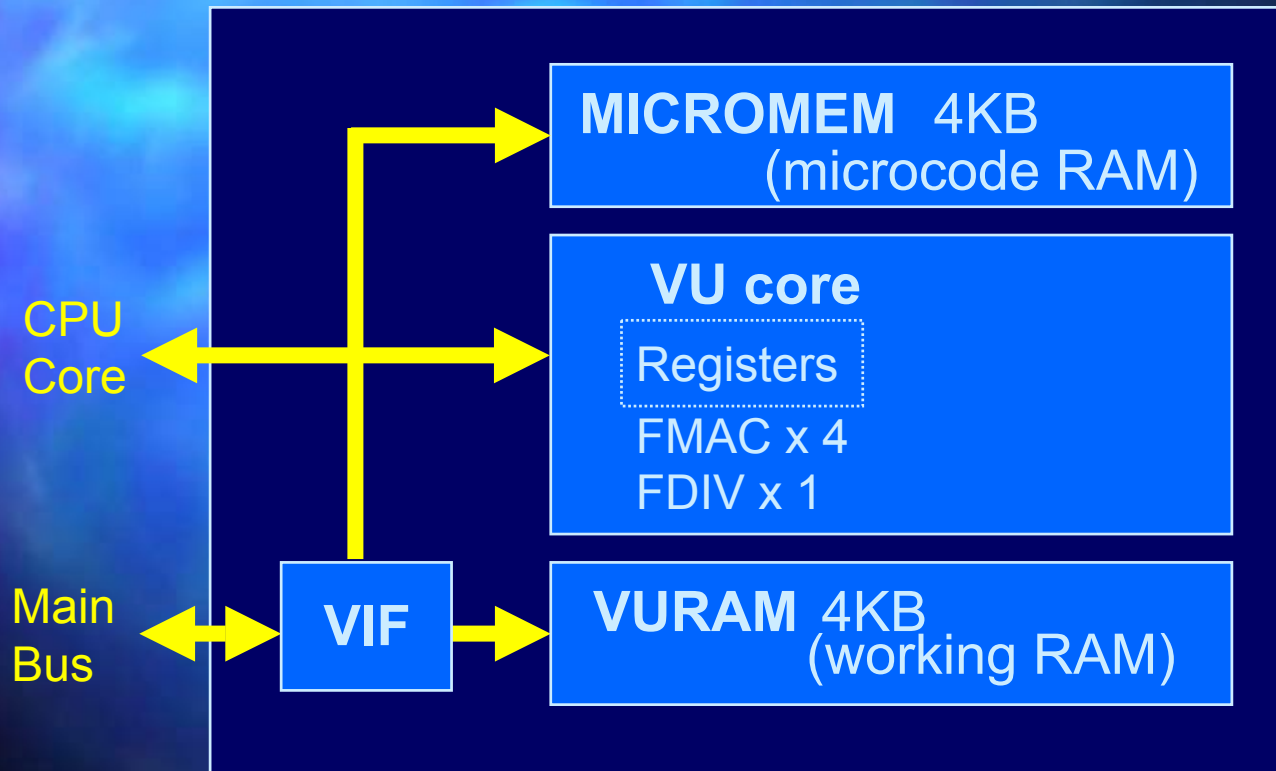 MICROMEM 4KB
(microcode RAM)
CPU
Core
VU core
Registers
FMAC x 4
FDIV x 1
Main
Bus
VIF
VURAM 4KB
(working RAM)